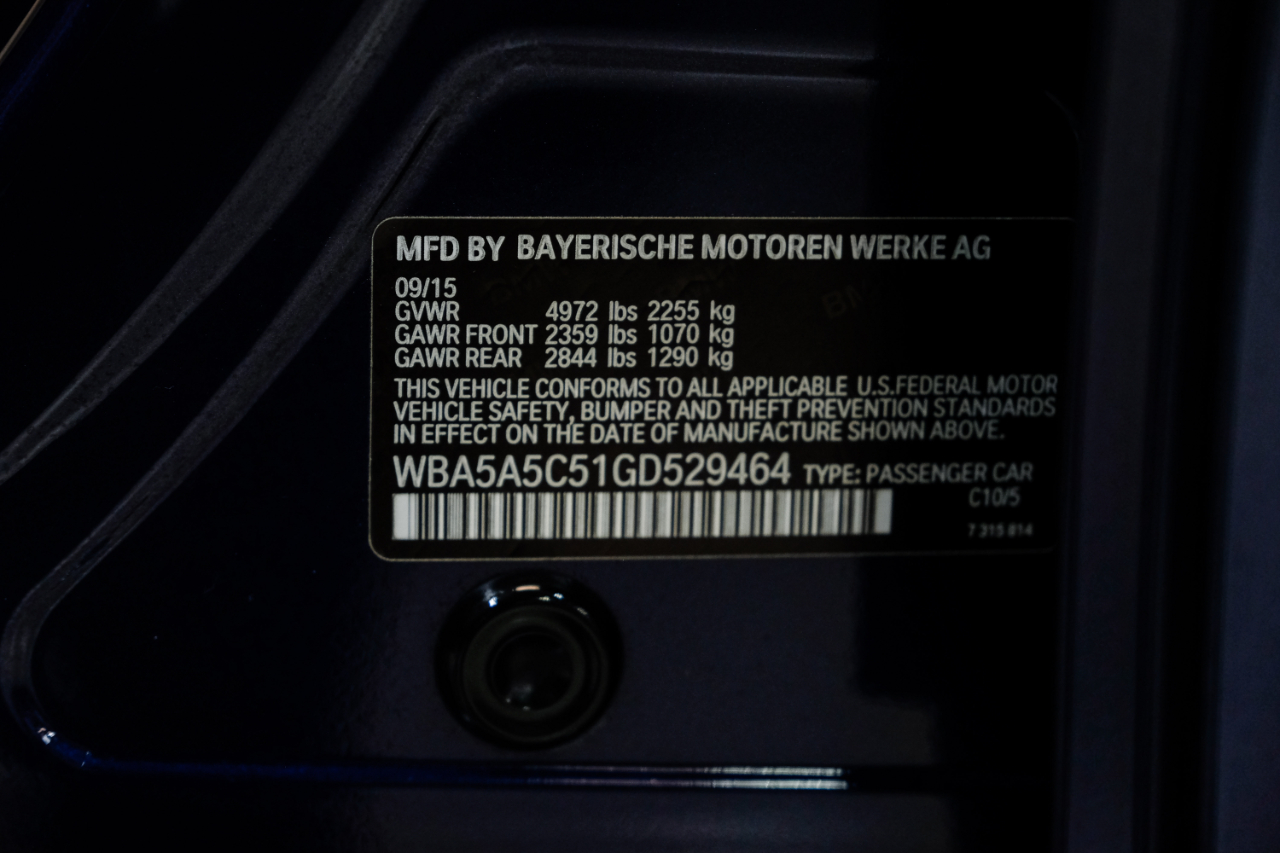 MFD BY BAYERISCHE MOTOREN WERKE AG
09/15
GVWR 4972 lbs 2255 kg
GAWR FRONT 2359 lbs 1070 kg
GAWR REAR 2844 lbs 1290 kg
THIS VEHICLE CONFORMS TO ALL APPLICABLE U.S.FEDERAL MOTOR
VEHICLE SAFETY, BUMPER AND THEFT PREVENTION STANDARDS
IN EFFECT ON THE DATE OF MANUFACTURE SHOWN ABOVE.
WBA5A5C51GD529464 TYPE: PASSENGER CAR
C10/5
7 315 814